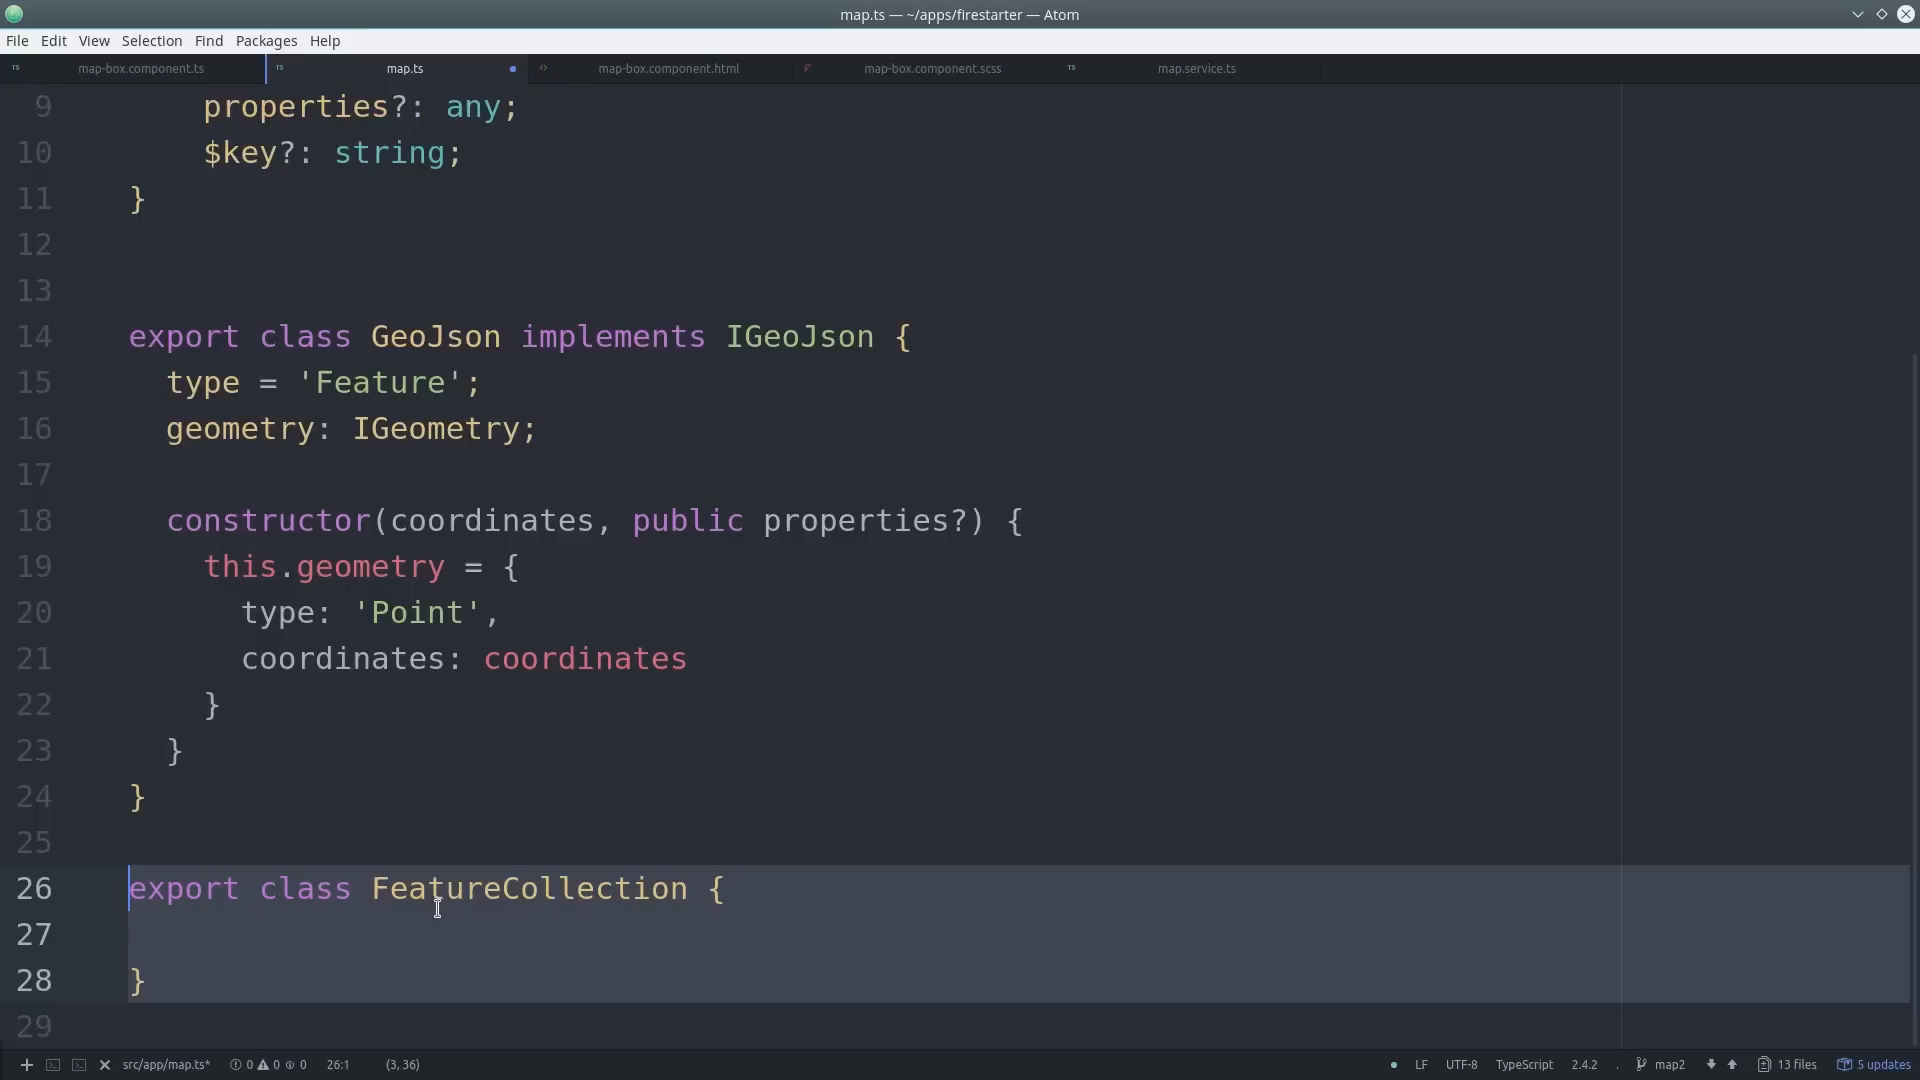 map.ts — ~/apps/firestarter — Atom
File Edit View Selection Find Packages Help
TS map-box.component.ts TS map.ts <> map-box.component.html map-box.component.scss TS map.service.ts
9 properties?: any;
10 $key?: string;
11 }
12
13
14 export class GeoJson implements IGeoJson {
15 type = 'Feature';
16 geometry: IGeometry;
17
18 constructor(coordinates, public properties?) {
19 this.geometry = {
20 type: 'Point',
21 coordinates: coordinates
22 }
23 }
24 }
25
26 export class FeatureCollection {
27
28 }
29
src/app/map.ts* 0 0 0 26:1 (3, 36) LF UTF-8 TypeScript 2.4.2 . map2 13 files 5 updates